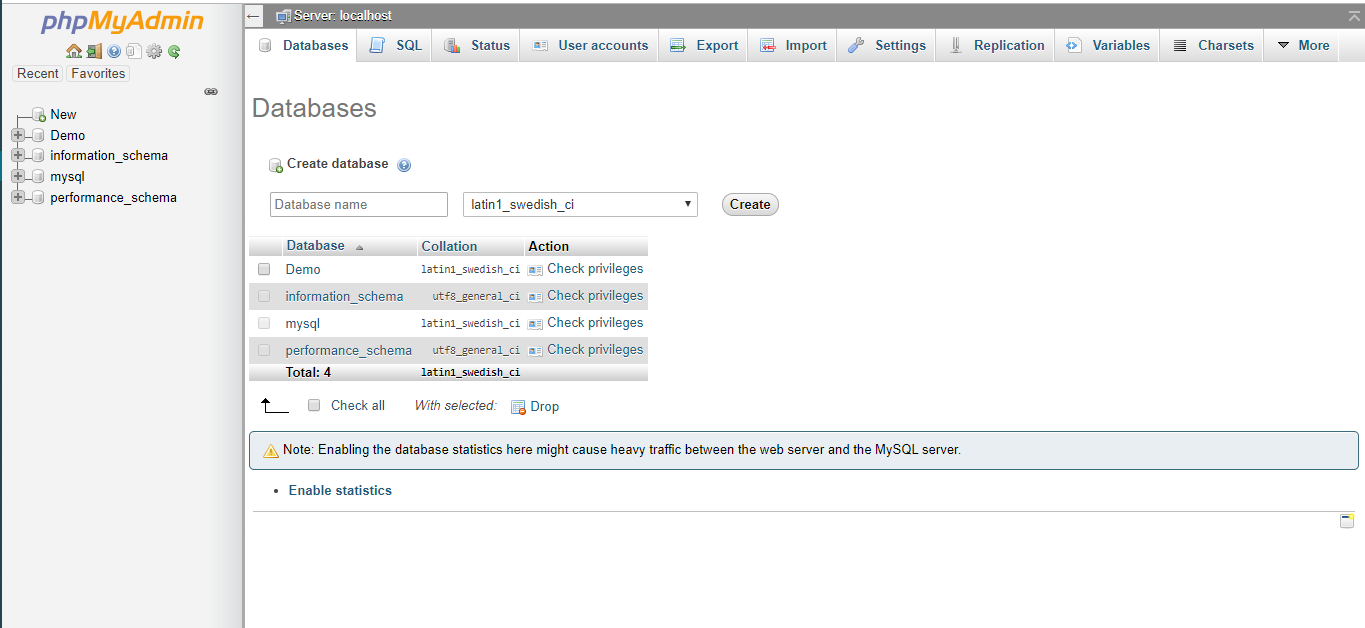 phpMyAdmin
Recent Favorites
New
Demo
information_schema
mysql
performance_schema
Server: localhost
Databases SQL Status User accounts Export Import Settings Replication Variables Charsets More
Databases
Create database
Database name latin1_swedish_ci Create
Database Collation Action
Demo latin1_swedish_ci Check privileges
information_schema utf8_general_ci Check privileges
mysql latin1_swedish_ci Check privileges
performance_schema utf8_general_ci Check privileges
Total: 4 latin1_swedish_ci
Check all With selected: Drop
Note: Enabling the database statistics here might cause heavy traffic between the web server and the MySQL server.
• Enable statistics